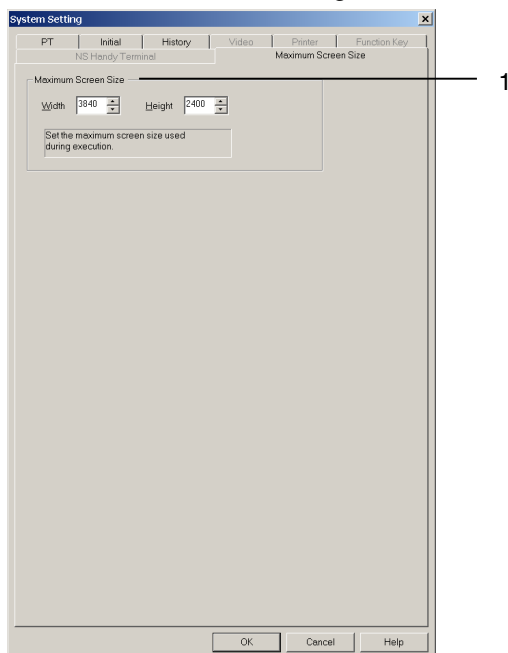 System Setting
PT Initial History Video Printer Function Key
NS Handy Terminal Maximum Screen Size
Maximum Screen Size
1
Width 3840 Height 2400
Set the maximum screen size used
during execution.
OK Cancel Help